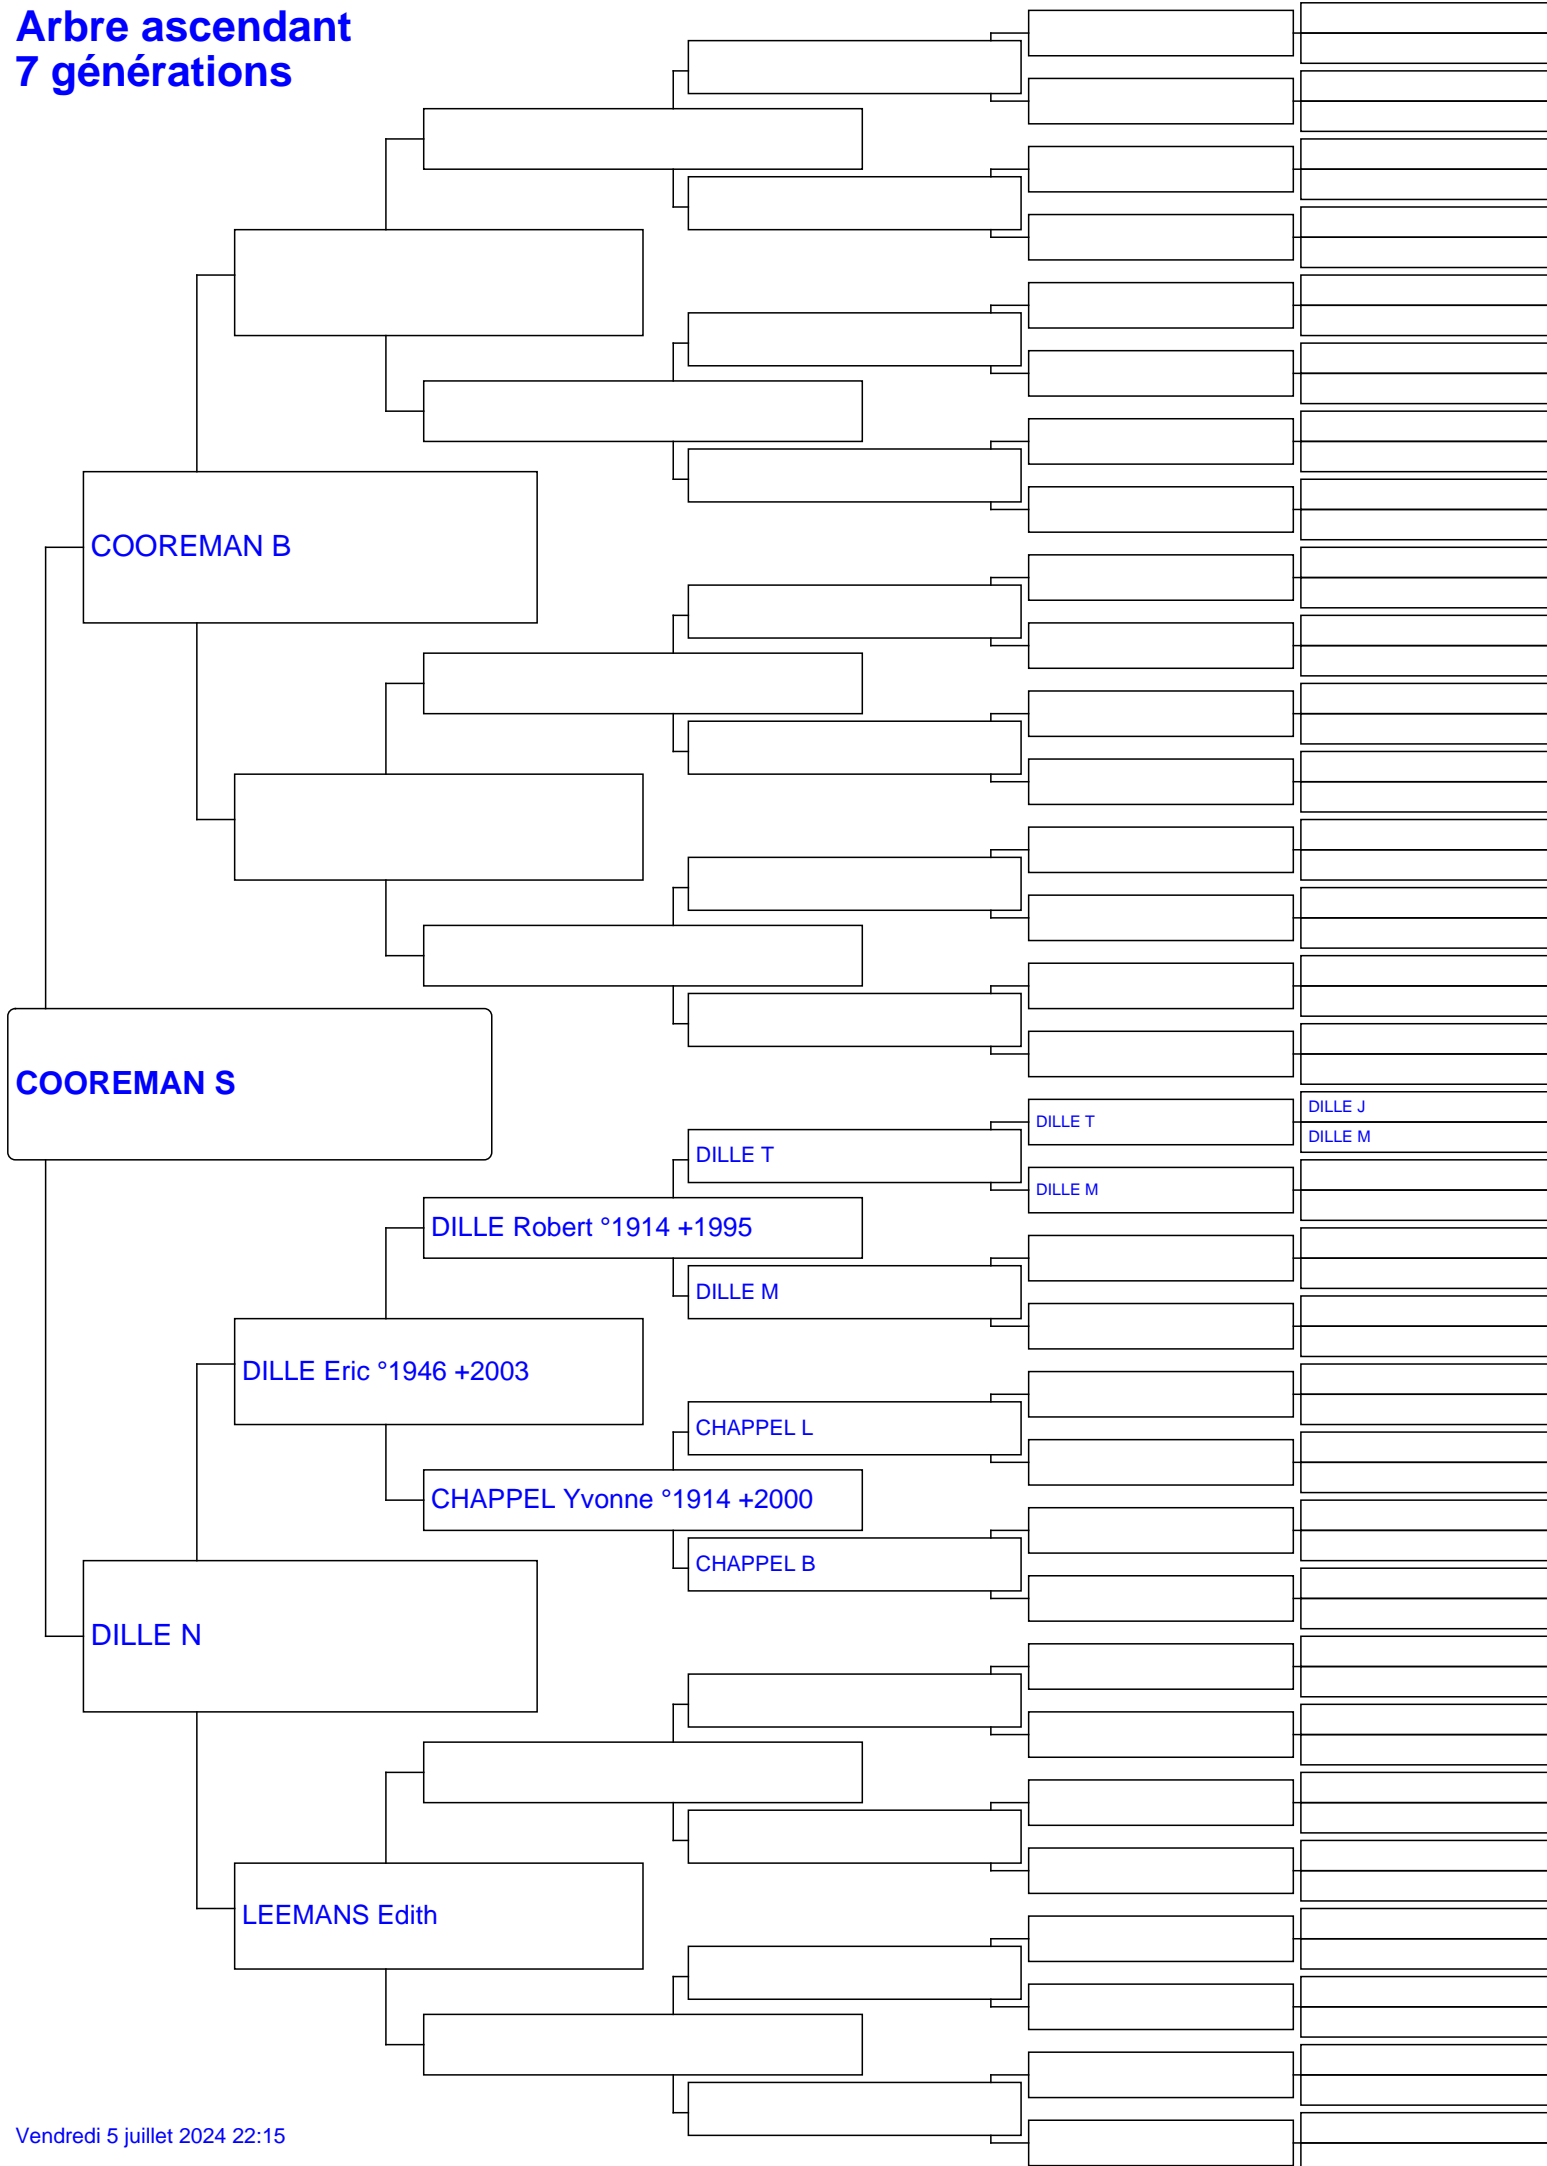 Arbre ascendant
7 générations
COOREMAN B
COOREMAN S
DILLE J
DILLE T
DILLE M
DILLE T
DILLE M
DILLE Robert °1914 +1995
DILLE M
DILLE Eric °1946 +2003
CHAPPEL L
CHAPPEL Yvonne °1914 +2000
CHAPPEL B
DILLE N
LEEMANS Edith
Vendredi 5 juillet 2024 22:15